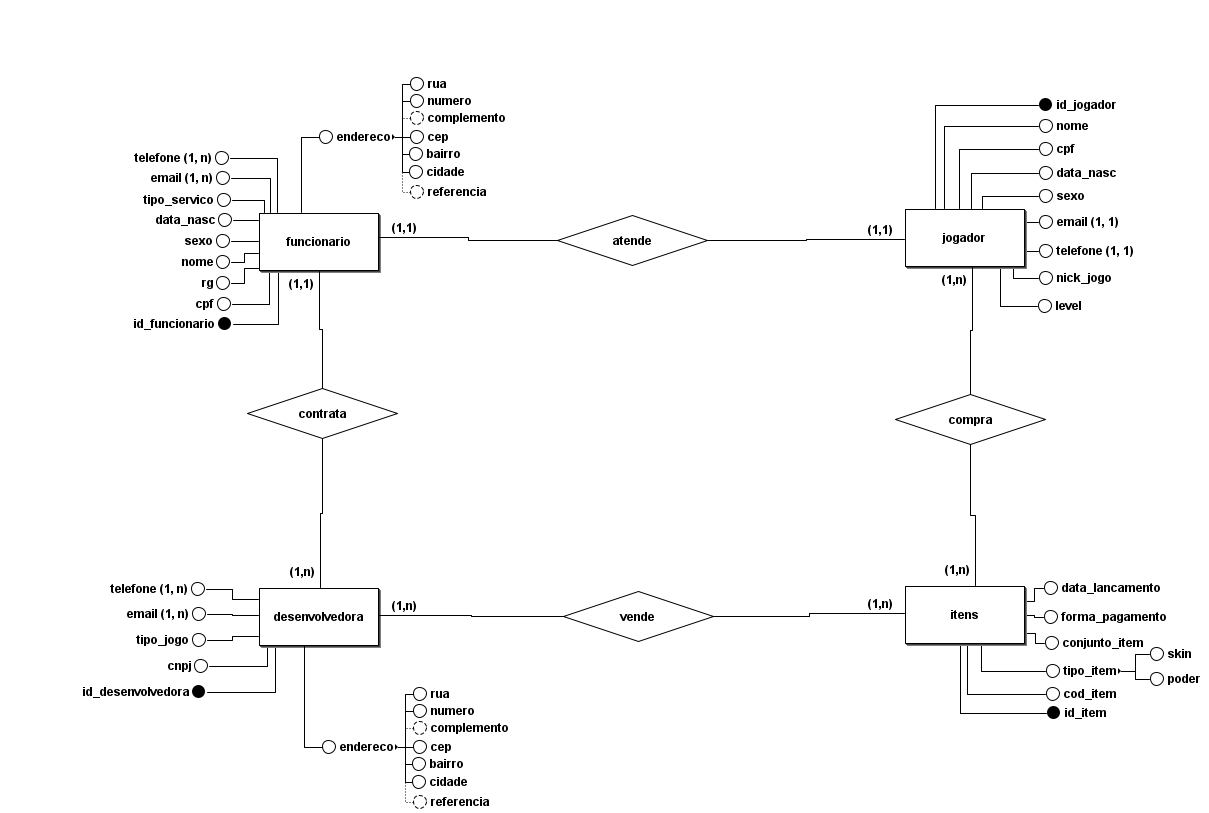 rua
numero
complemento
endereco
cep
bairro
cidade
referencia
telefone (1, n)
email (1, n)
tipo_servico
data_nasc
sexo
nome
rg
cpf
id_funcionario
funcionario
(1,1)
(1,1)
atende
(1,1)
jogador
(1,n)
id_jogador
nome
cpf
data_nasc
sexo
email (1, 1)
telefone (1, 1)
nick_jogo
level
contrata
compra
(1,n)
desenvolvedora
(1,n)
telefone (1, n)
email (1, n)
tipo_jogo
cnpj
id_desenvolvedora
vende
(1,n)
(1,n)
itens
data_lancamento
forma_pagamento
conjunto_item
tipo_item
skin
poder
cod_item
id_item
rua
numero
complemento
endereco
cep
bairro
cidade
referencia